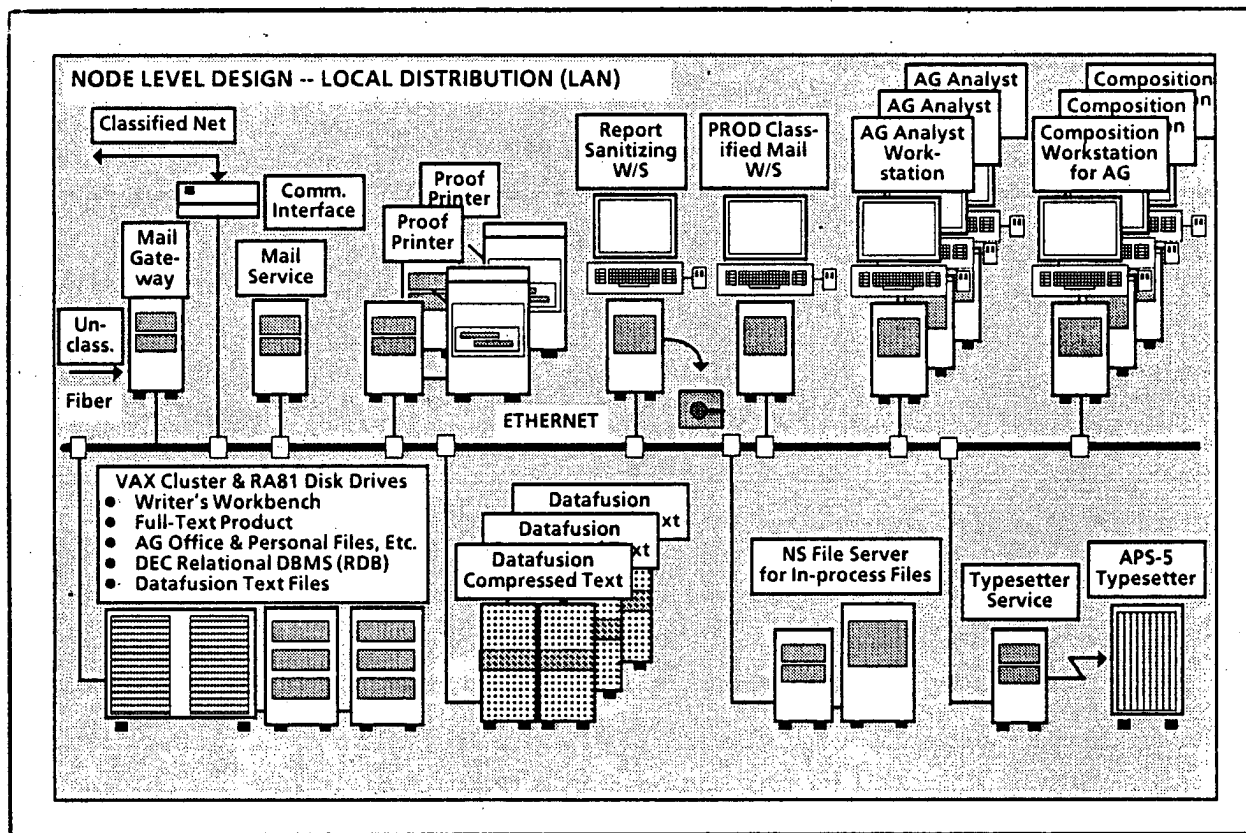 NODE LEVEL DESIGN -- LOCAL DISTRIBUTION (LAN)
Classified Net
Comm.
Interface
Mail
Gate-
way
Mail
Service
Un-
class.
Fiber
Proof
Printer
Proof
Printer
Report
Sanitizing
W/S
PROD Class-
ified Mail
W/S
AG Analyst
AG Analyst
AG Analyst
Work-
station
Composition
Composition
Composition
Workstation
for AG
ETHERNET
VAX Cluster & RA81 Disk Drives
● Writer's Workbench
● Full-Text Product
● AG Office & Personal Files, Etc.
● DEC Relational DBMS (RDB)
● Datafusion Text Files
Datafusion
Datafusion
Datafusion
Compressed Text
NS File Server
for In-process Files
Typesetter
Service
APS-5
Typesetter